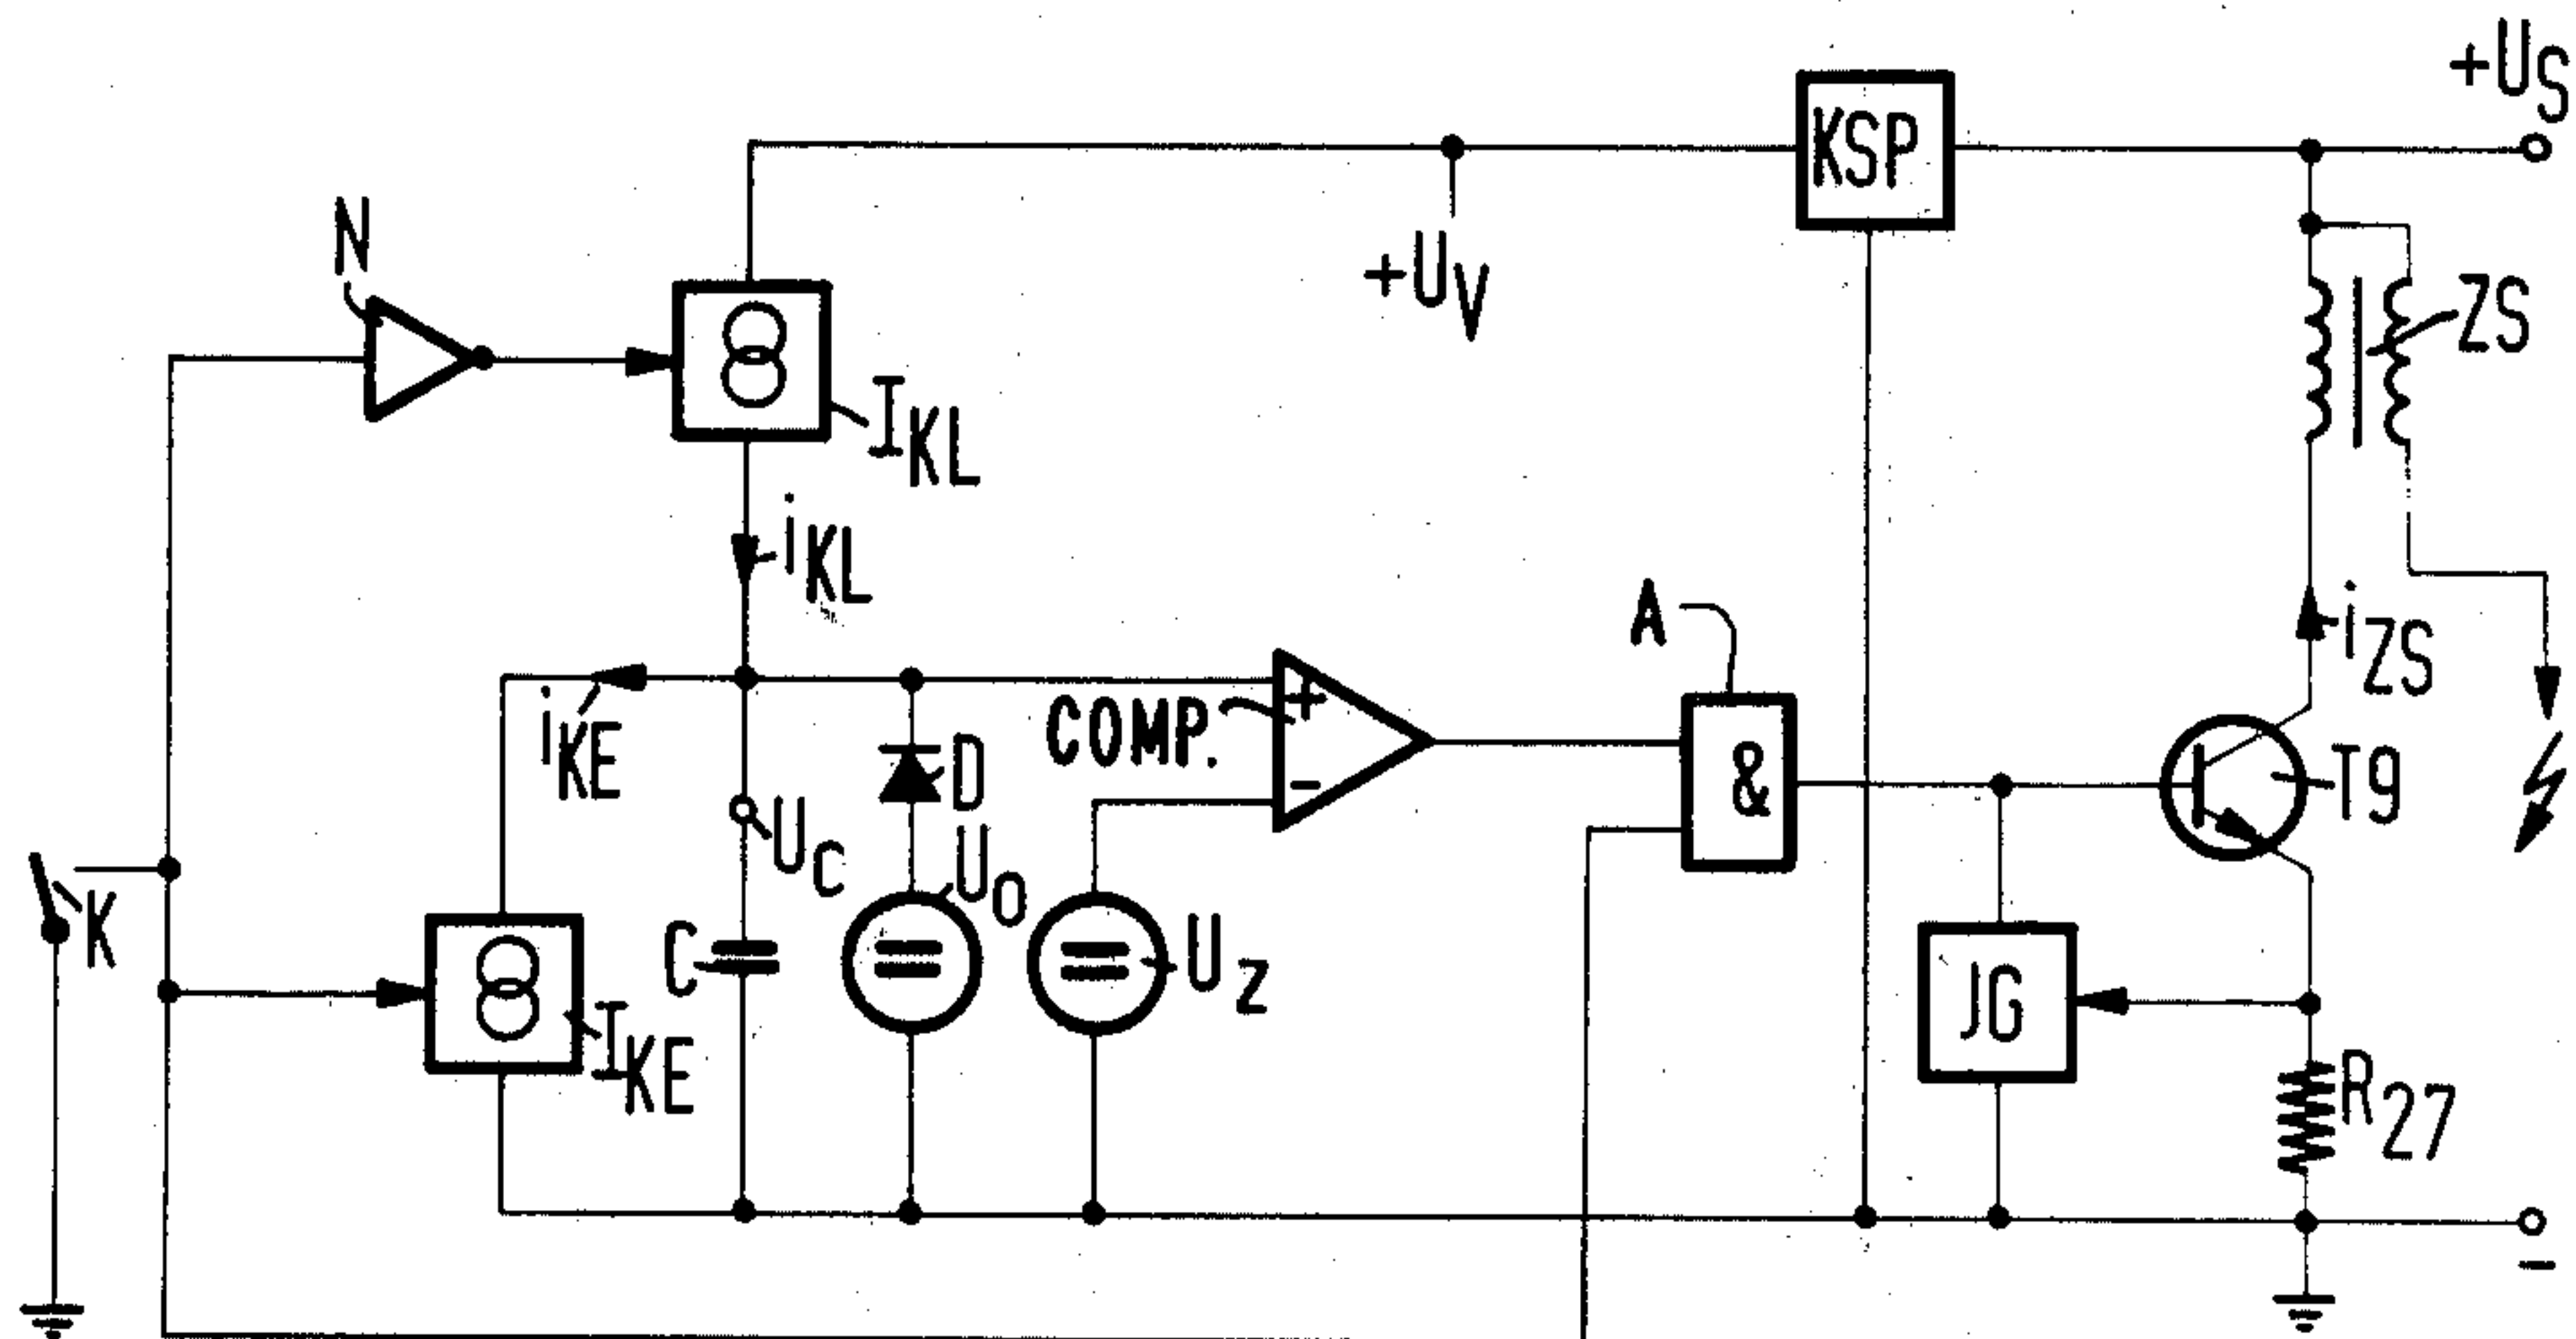 +US
KSP
N
+UV
ZS
IKL
iKL
A
iZS
iKE
COMP.
+
-
D
&
T9
UC
U0
K
C
=
=
UZ
IKE
JG
R27
-